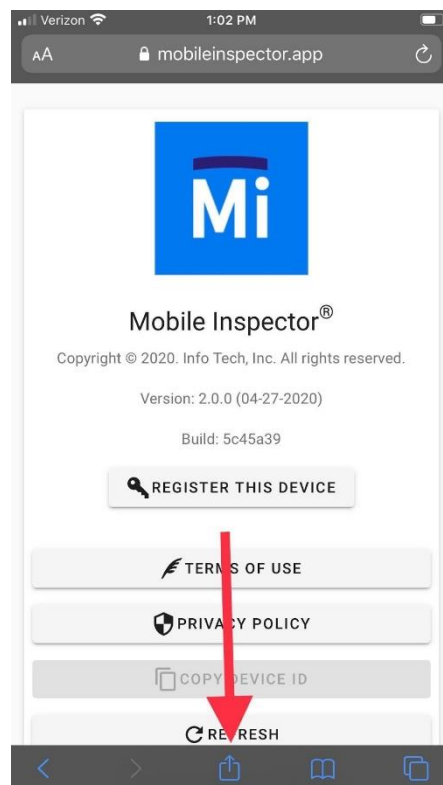 Verizon 1:02 PM
AA mobileinspector.app
Mi
Mobile Inspector®
Copyright © 2020. Info Tech, Inc. All rights reserved.
Version: 2.0.0 (04-27-2020)
Build: 5c45a39
REGISTER THIS DEVICE
TERMS OF USE
PRIVACY POLICY
COPY DEVICE ID
REFRESH